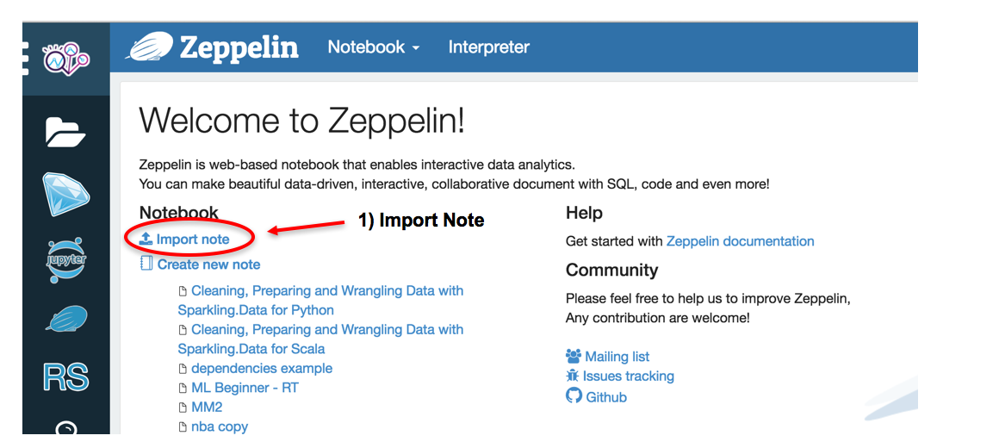 Zeppelin Notebook Interpreter
Welcome to Zeppelin!
Zeppelin is web-based notebook that enables interactive data analytics.
You can make beautiful data-driven, interactive, collaborative document with SQL, code and even more!
Notebook
1) Import Note
Import note
Create new note
Cleaning, Preparing and Wrangling Data with
Sparkling.Data for Python
Cleaning, Preparing and Wrangling Data with
Sparkling.Data for Scala
dependencies example
ML Beginner - RT
MM2
nba copy
Help
Get started with Zeppelin documentation
Community
Please feel free to help us to improve Zeppelin,
Any contribution are welcome!
Mailing list
Issues tracking
Github
jupyter
RS